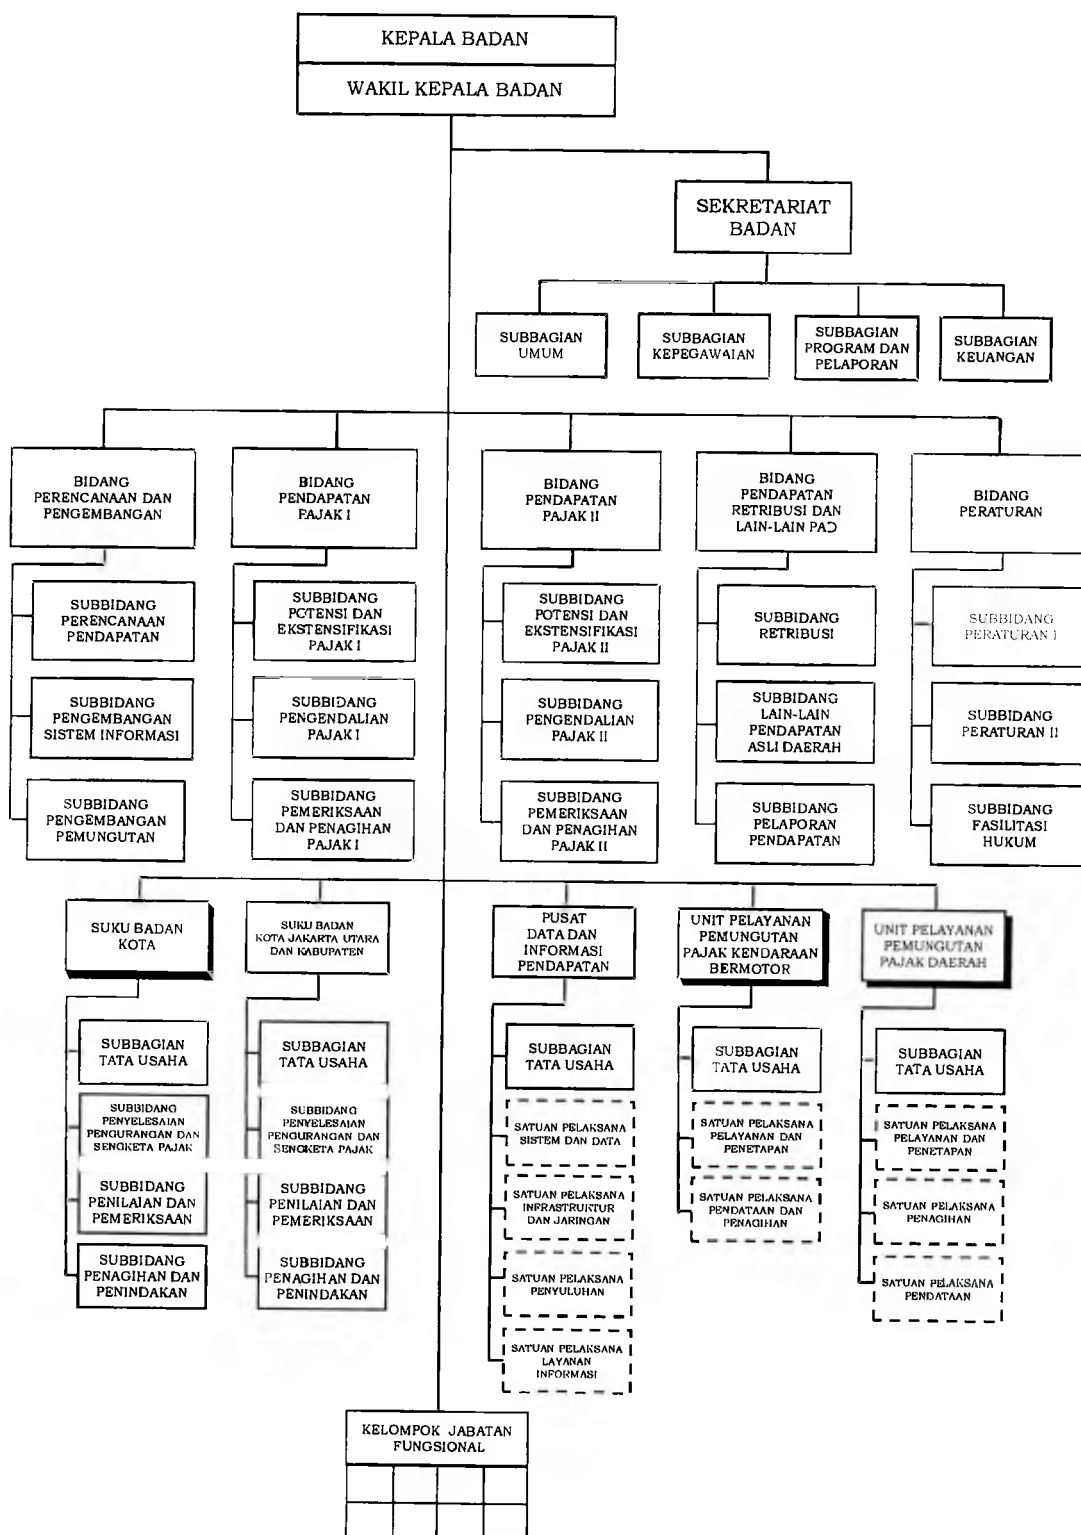 KEPALA BADAN
WAKIL KEPALA BADAN
SEKRETARIAT
BADAN
SUBBAGIAN
UMUM
SUBBAGIAN
KEPEGAWAIAN
SUBBAGIAN
PROGRAM DAN
PELAPORAN
SUBBAGIAN
KEUANGAN
BIDANG
PERENCANAAN DAN
PENGEMBANGAN
BIDANG
PENDAPATAN
PAJAK I
BIDANG
PENDAPATAN
PAJAK II
BIDANG
PENDAPATAN
RETRIBUSI DAN
LAIN-LAIN PAD
BIDANG
PERATURAN
SUBBIDANG
PERENCANAAN
PENDAPATAN
SUBBIDANG
POTENSI DAN
EKSTENSIFIKASI
PAJAK I
SUBBIDANG
POTENSI DAN
EKSTENSIFIKASI
PAJAK II
SUBBIDANG
RETRIBUSI
SUBBIDANG
PERATURAN I
SUBBIDANG
PENGEMBANGAN
SISTEM INFORMASI
SUBBIDANG
PENGENDALIAN
PAJAK I
SUBBIDANG
PENGENDALIAN
PAJAK II
SUBBIDANG
LAIN-LAIN
PENDAPATAN
ASLI DAERAH
SUBBIDANG
PERATURAN II
SUBBIDANG
PENGEMBANGAN
PEMUNGUTAN
SUBBIDANG
PEMERIKSAAN
DAN PENAGIHAN
PAJAK I
SUBBIDANG
PEMERIKSAAN
DAN PENAGIHAN
PAJAK II
SUBBIDANG
PELAPORAN
PENDAPATAN
SUBBIDANG
FASILITASI
HUKUM
SUKU BADAN
KOTA
SUKU BADAN
KOTA JAKARTA UTARA
DAN KABUPATEN
PUSAT
DATA DAN
INFORMASI
PENDAPATAN
UNIT PELAYANAN
PEMUNGUTAN
PAJAK KENDARAAN
BERMOTOR
UNIT PELAYANAN
PEMUNGUTAN
PAJAK DAERAH
SUBBAGIAN
TATA USAHA
SUBBAGIAN
TATA USAHA
SUBBAGIAN
TATA USAHA
SUBBAGIAN
TATA USAHA
SUBBAGIAN
TATA USAHA
SUBBIDANG
PENYELESAIAN
PENGURANGAN DAN
SENGKETA PAJAK
SUBBIDANG
PENYELESAIAN
PENGURANGAN DAN
SENGKETA PAJAK
SATUAN PELAKSANA
SISTEM DAN DATA
SATUAN PELAKSANA
PELAYANAN DAN
PENETAPAN
SATUAN PELAKSANA
PELAYANAN DAN
PENETAPAN
SUBBIDANG
PENILAIAN DAN
PEMERIKSAAN
SUBBIDANG
PENILAIAN DAN
PEMERIKSAAN
SATUAN PELAKSANA
INFRASTRUKTUR
DAN JARINGAN
SATUAN PELAKSANA
PENDATAAN DAN
PENAGIHAN
SATUAN PELAKSANA
PENAGIHAN
SUBBIDANG
PENAGIHAN DAN
PENINDAKAN
SUBBIDANG
PENAGIHAN DAN
PENINDAKAN
SATUAN PELAKSANA
PENYULUHAN
SATUAN PELAKSANA
PENDATAAN
SATUAN PELAKSANA
LAYANAN
INFORMASI
KELOMPOK JABATAN
FUNGSIONAL